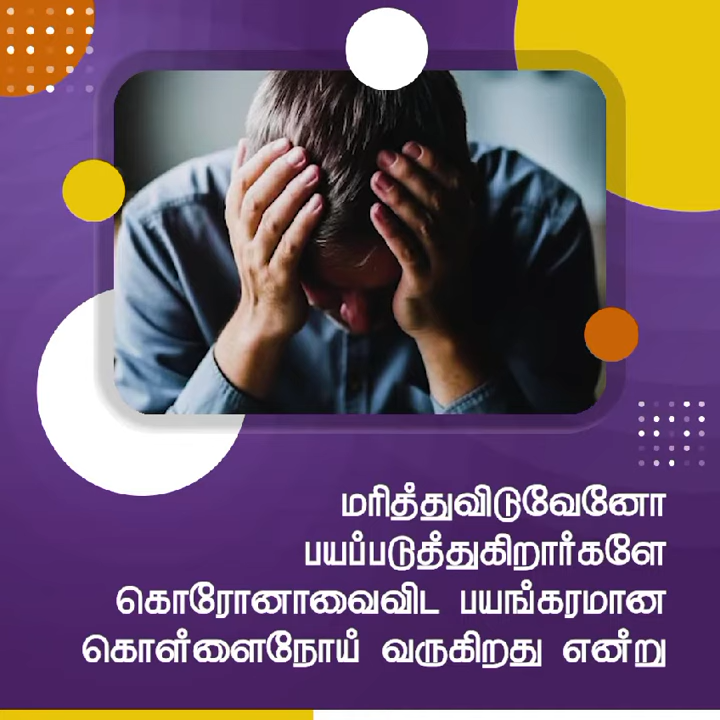 மரித்துவிடுவேனோ
பயப்படுத்துகிறார்களே
கொரோனாவைவிட பயங்கரமான
கொள்ளைநோய் வருகிறது என்று